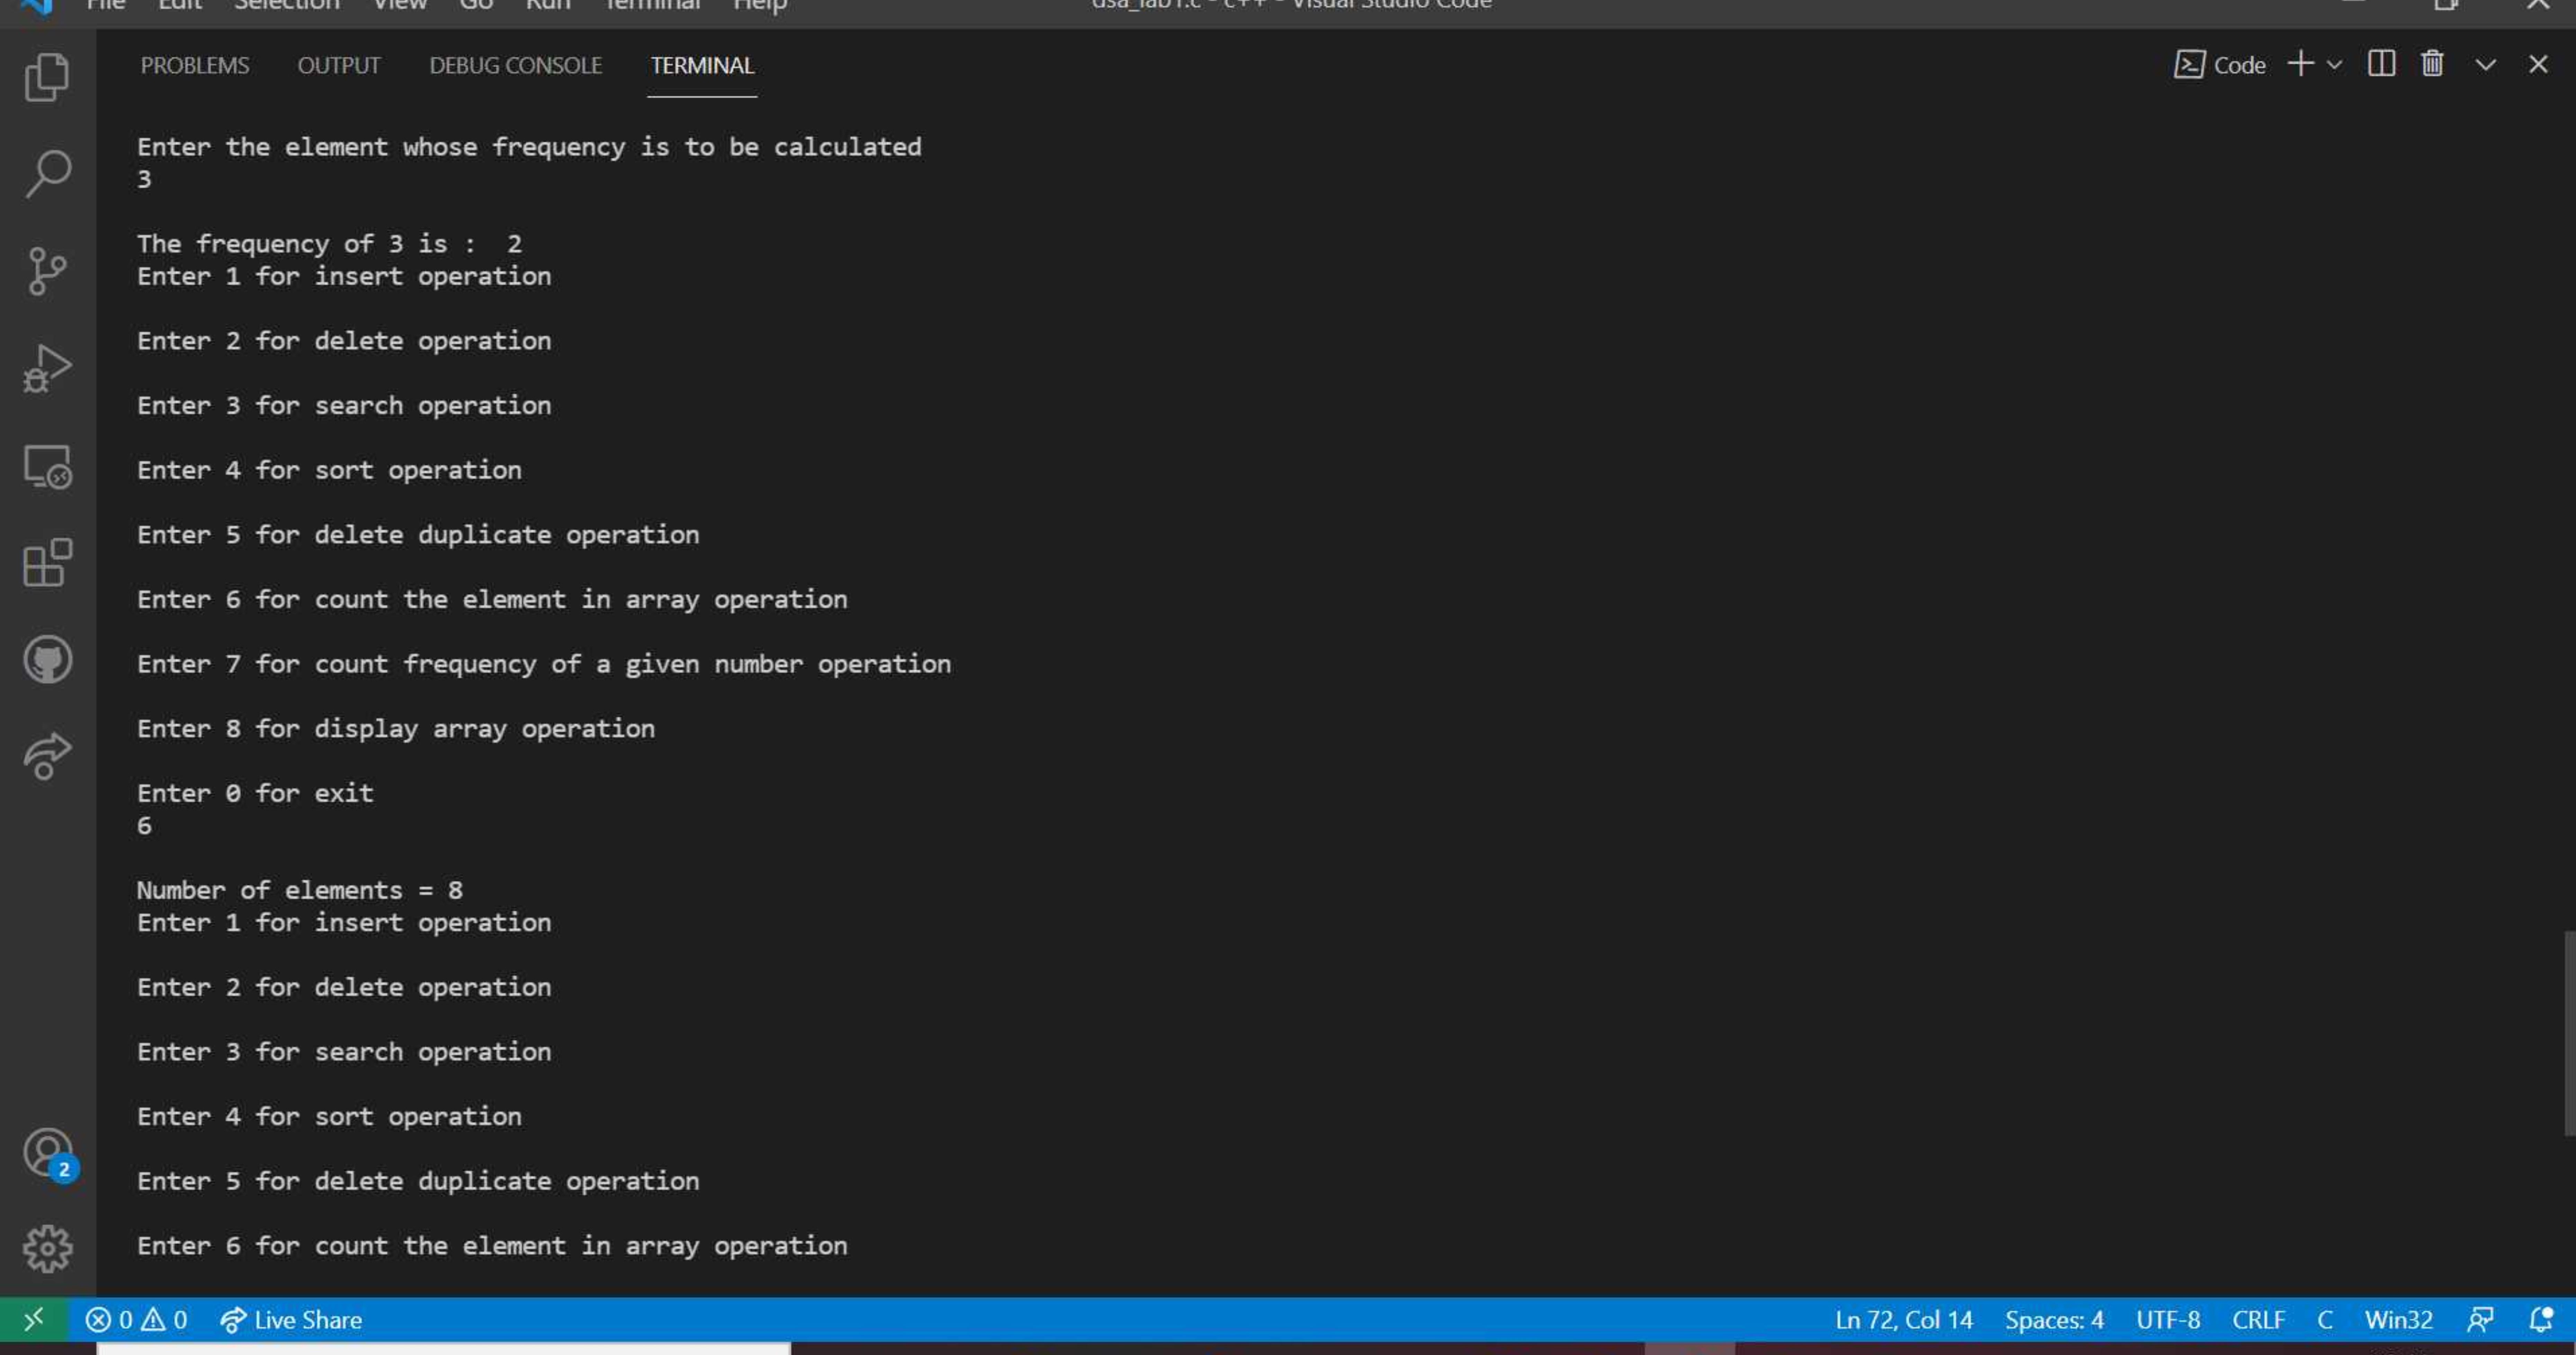 File Edit Selection View Go Run Terminal Help dsa_lab1.c - c++ - Visual Studio Code
PROBLEMS OUTPUT DEBUG CONSOLE TERMINAL Code
Enter the element whose frequency is to be calculated
3
The frequency of 3 is :  2
Enter 1 for insert operation
Enter 2 for delete operation
Enter 3 for search operation
Enter 4 for sort operation
Enter 5 for delete duplicate operation
Enter 6 for count the element in array operation
Enter 7 for count frequency of a given number operation
Enter 8 for display array operation
Enter 0 for exit
6
Number of elements = 8
Enter 1 for insert operation
Enter 2 for delete operation
Enter 3 for search operation
Enter 4 for sort operation
Enter 5 for delete duplicate operation
Enter 6 for count the element in array operation
2
0 0 Live Share Ln 72, Col 14 Spaces: 4 UTF-8 CRLF C Win32